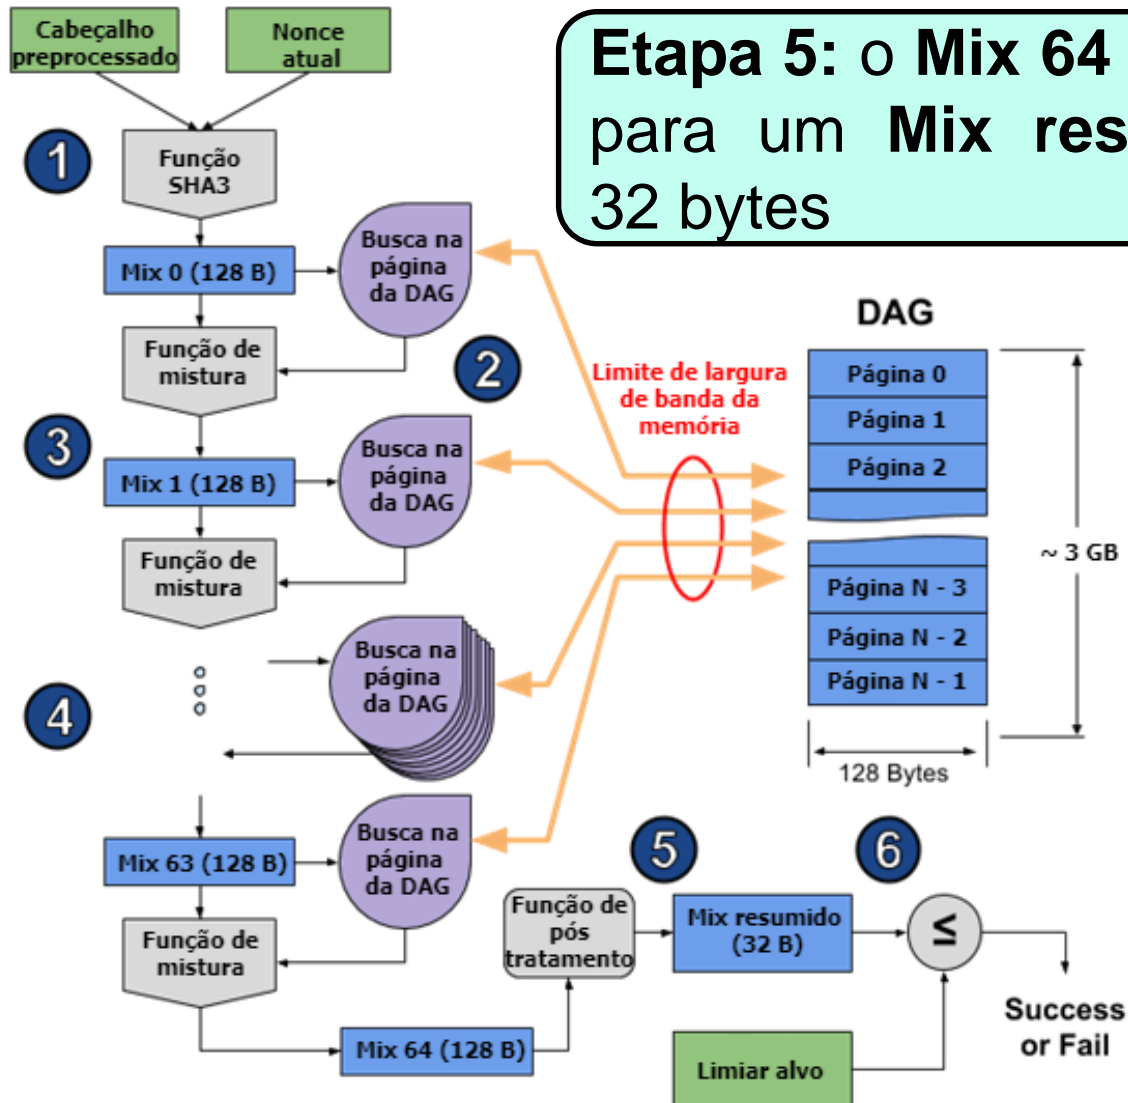 Cabeçalho
preprocessado
Nonce
atual
Etapa 5: o Mix 64
para um Mix res
32 bytes
1
Função
SHA3
Mix 0 (128 B)
Busca na
página
da DAG
Função de
mistura
2
3
Mix 1 (128 B)
Busca na
página
da DAG
Função de
mistura
Limite de largura
de banda da
memória
DAG
Página 0
Página 1
Página 2
Página N - 3
Página N - 2
Página N - 1
~ 3 GB
128 Bytes
4
Busca na
página
da DAG
Mix 63 (128 B)
Busca na
página
da DAG
Função de
mistura
Mix 64 (128 B)
Função de
pós
tratamento
5
Mix resumido
(32 B)
6
≤
Limiar alvo
Success
or Fail